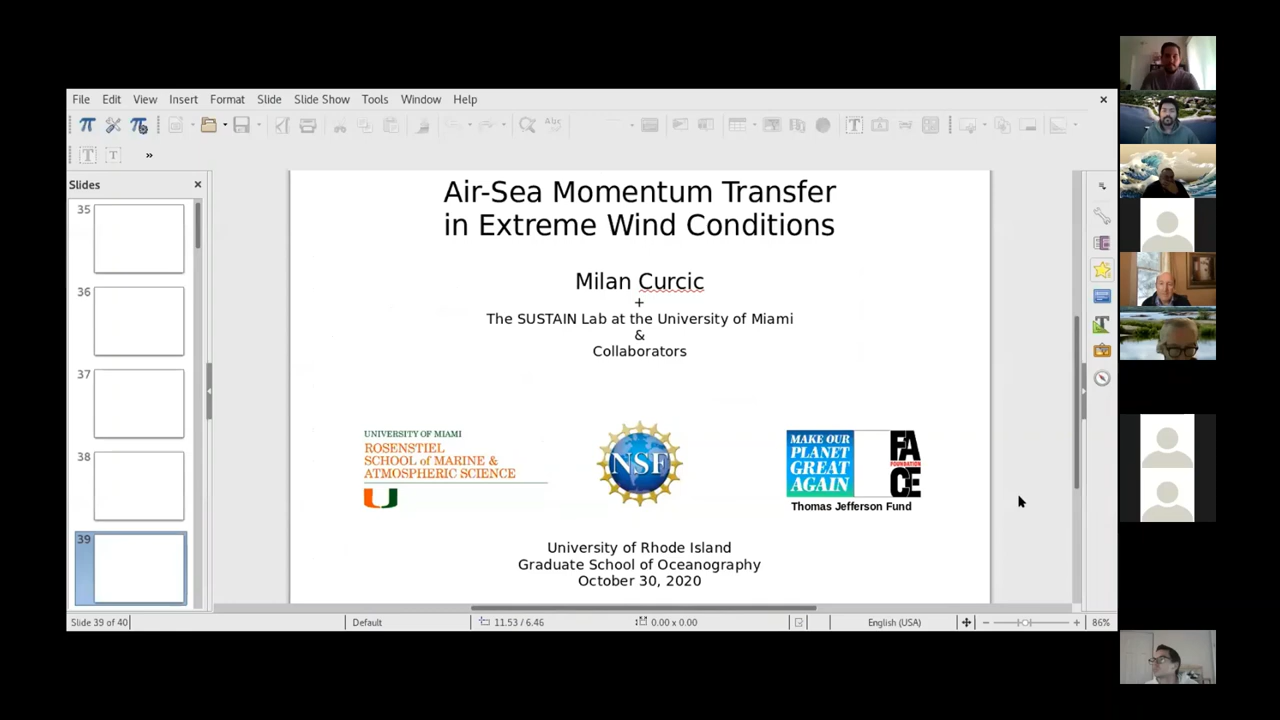 File Edit View Insert Format Slide Slide Show Tools Window Help
Abc
T T »
Slides
35
36
37
38
39
Air-Sea Momentum Transfer
in Extreme Wind Conditions
Milan Curcic
+
The SUSTAIN Lab at the University of Miami
&
Collaborators
UNIVERSITY OF MIAMI
ROSENSTIEL
SCHOOL of MARINE &
ATMOSPHERIC SCIENCE
NSF
MAKE OUR
PLANET
GREAT
AGAIN
FA
FOUNDATION
CE
Thomas Jefferson Fund
University of Rhode Island
Graduate School of Oceanography
October 30, 2020
Slide 39 of 40 Default 11.53 / 6.46 0.00 x 0.00 English (USA) 86%